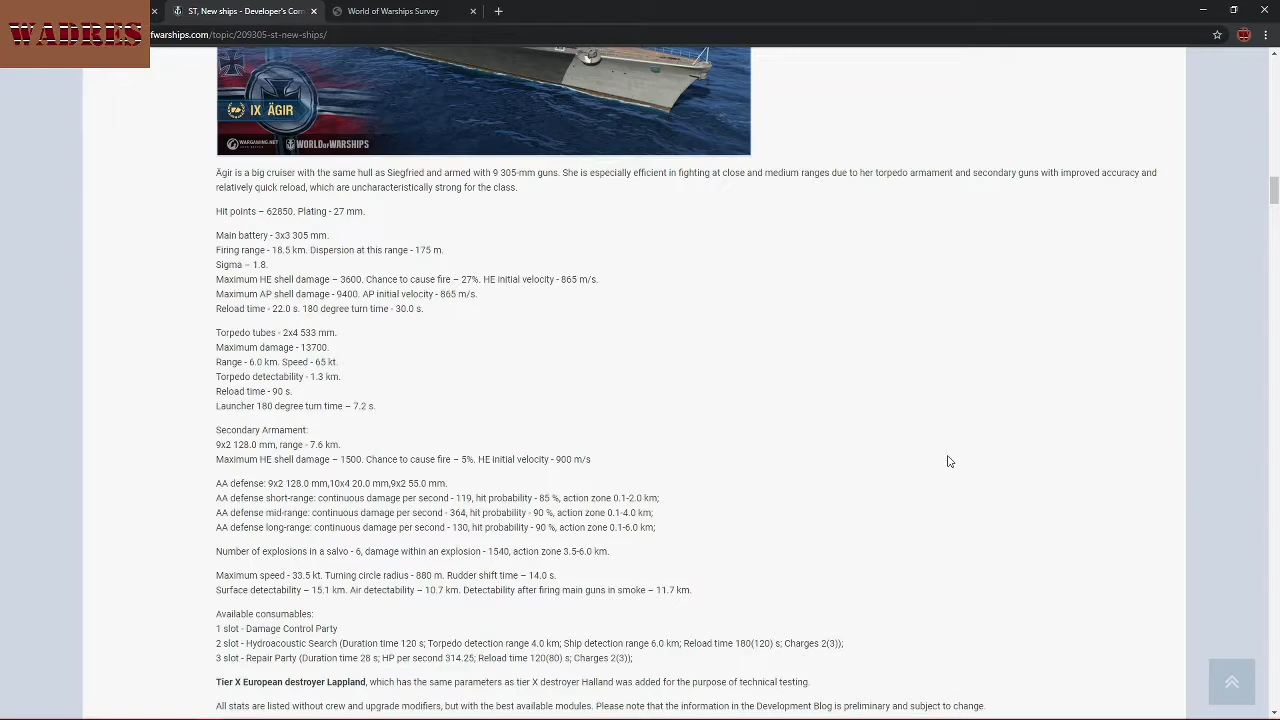 WADRES
ST, New Ships - Developme
World of Warships Survey
fwarships.com/topic/209305-st-new-ships/
IX ÄGIR
WARGAMING.NET
WORLD OF WARSHIPS
Ägir is a big cruiser with the same hull as Siegfried and armed with 9 305-mm guns. She is especially efficient in fighting at close and medium ranges due to her torpedo armament and secondary guns with improved accuracy and
relatively quick reload, which are uncharacteristically strong for the class.
Hit points – 62850. Plating - 27 mm.
Main battery - 3x3 305 mm.
Firing range - 18.5 km. Dispersion at this range - 175 m.
Sigma – 1.8.
Maximum HE shell damage – 3600. Chance to cause fire – 27%. HE initial velocity - 865 m/s.
Maximum AP shell damage - 9400. AP initial velocity - 865 m/s.
Reload time - 22.0 s. 180 degree turn time - 30.0 s.
Torpedo tubes - 2x4 533 mm.
Maximum damage - 13700.
Range - 6.0 km. Speed - 65 kt.
Torpedo detectability - 1.3 km.
Reload time - 90 s.
Launcher 180 degree turn time – 7.2 s.
Secondary Armament:
9x2 128.0 mm, range - 7.6 km.
Maximum HE shell damage – 1500. Chance to cause fire – 5%. HE initial velocity - 900 m/s
AA defense: 9x2 128.0 mm,10x4 20.0 mm,9x2 55.0 mm.
AA defense short-range: continuous damage per second - 119, hit probability - 85 %, action zone 0.1-2.0 km;
AA defense mid-range: continuous damage per second - 364, hit probability - 90 %, action zone 0.1-4.0 km;
AA defense long-range: continuous damage per second - 130, hit probability - 90 %, action zone 0.1-6.0 km;
Number of explosions in a salvo - 6, damage within an explosion - 1540, action zone 3.5-6.0 km.
Maximum speed - 33.5 kt. Turning circle radius - 880 m. Rudder shift time – 14.0 s.
Surface detectability – 15.1 km. Air detectability – 10.7 km. Detectability after firing main guns in smoke – 11.7 km.
Available consumables:
1 slot - Damage Control Party
2 slot - Hydroacoustic Search (Duration time 120 s; Torpedo detection range 4.0 km; Ship detection range 6.0 km; Reload time 180(120) s; Charges 2(3));
3 slot - Repair Party (Duration time 28 s; HP per second 314.25; Reload time 120(80) s; Charges 2(3));
Tier X European destroyer Lappland, which has the same parameters as tier X destroyer Halland was added for the purpose of technical testing.
All stats are listed without crew and upgrade modifiers, but with the best available modules. Please note that the information in the Development Blog is preliminary and subject to change.